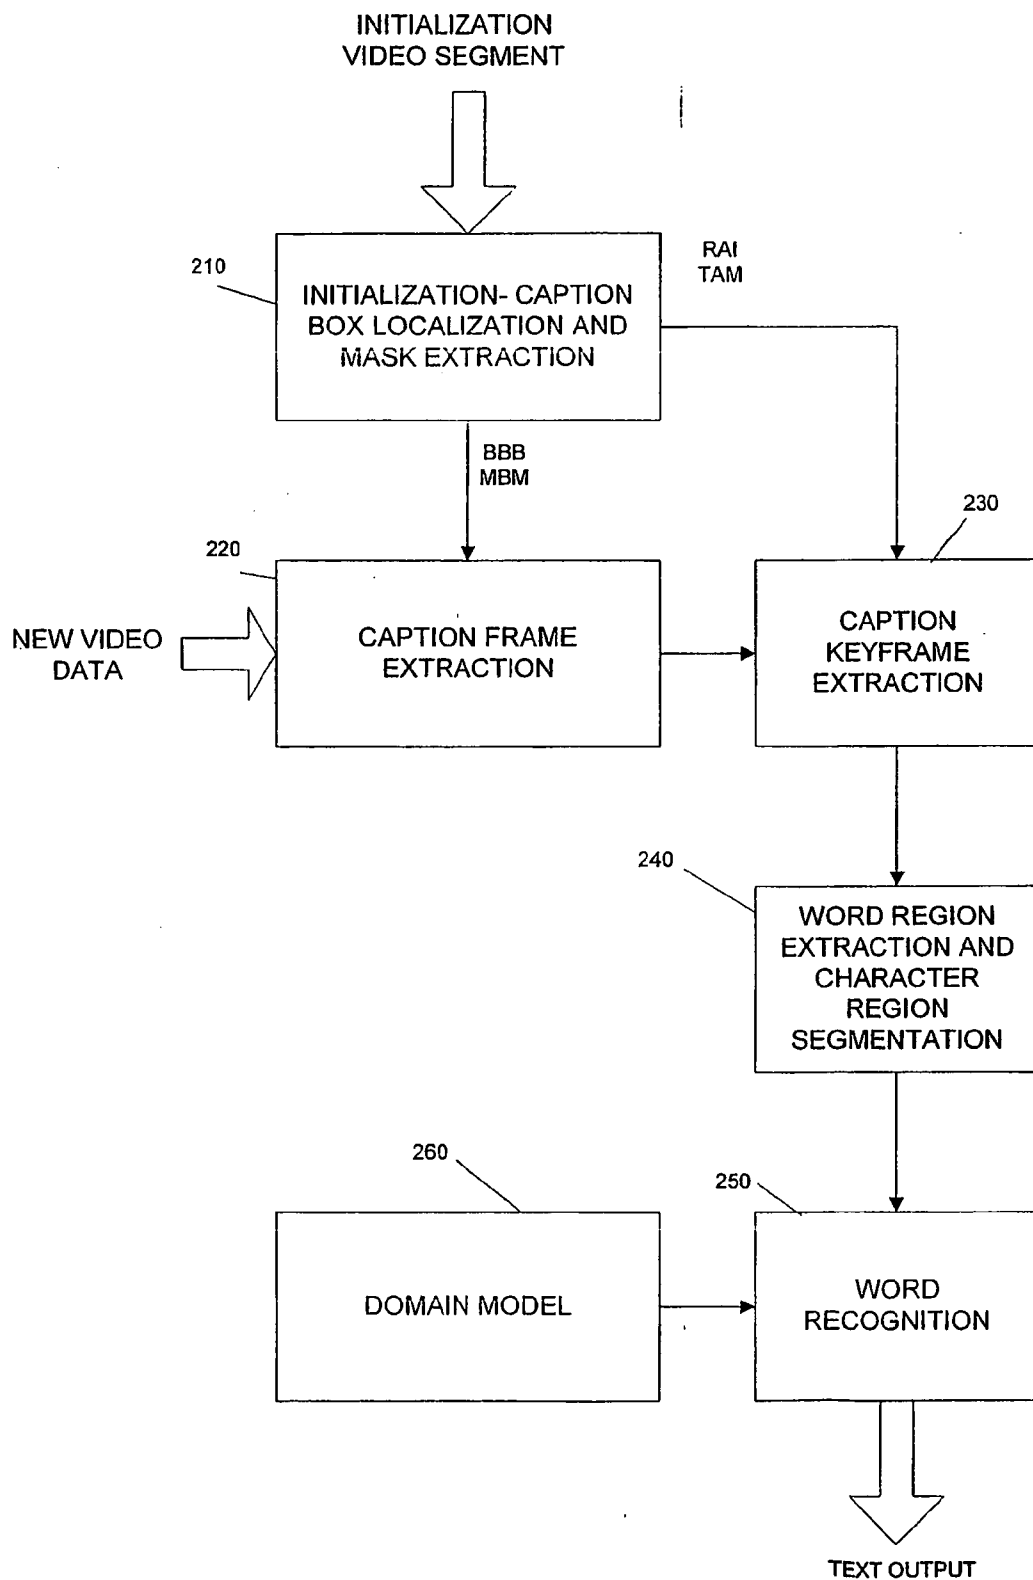 INITIALIZATION
VIDEO SEGMENT
210
INITIALIZATION- CAPTION
BOX LOCALIZATION AND
MASK EXTRACTION
RAI
TAM
BBB
MBM
220
230
NEW VIDEO
DATA
CAPTION FRAME
EXTRACTION
CAPTION
KEYFRAME
EXTRACTION
240
WORD REGION
EXTRACTION AND
CHARACTER
REGION
SEGMENTATION
260
250
DOMAIN MODEL
WORD
RECOGNITION
TEXT OUTPUT